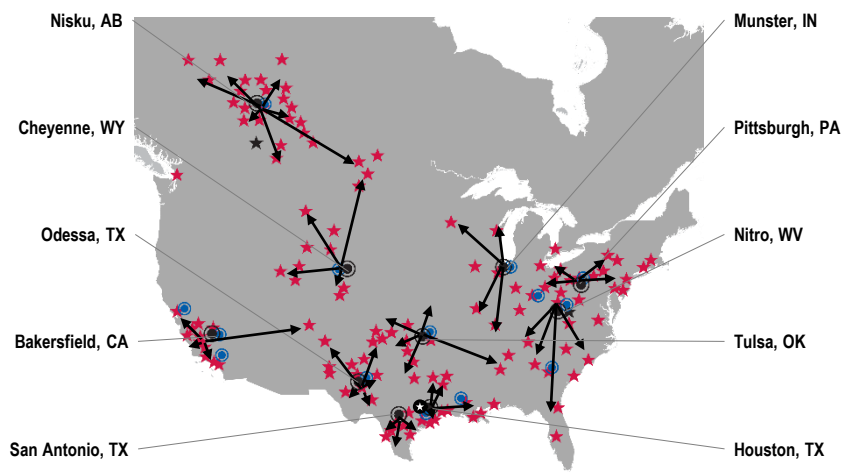 Nisku, AB
Munster, IN
Cheyenne, WY
Pittsburgh, PA
Odessa, TX
Nitro, WV
Bakersfield, CA
Tulsa, OK
San Antonio, TX
Houston, TX